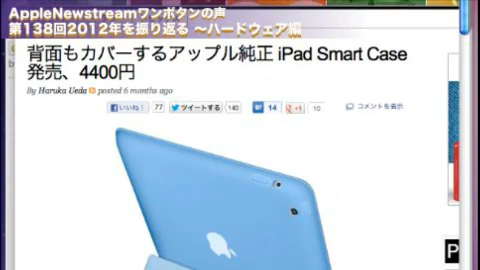 AppleNewstreamワンボタンの声
第138回2012年を振り返る ～ハードウェア編
背面もカバーするアップル純正 iPad Smart Case
発売、4400円
By Haruka Ueda posted 6 months ago
いいね！ 77 ツイートする 140 B! 14 +1 10 コメントを表示
P